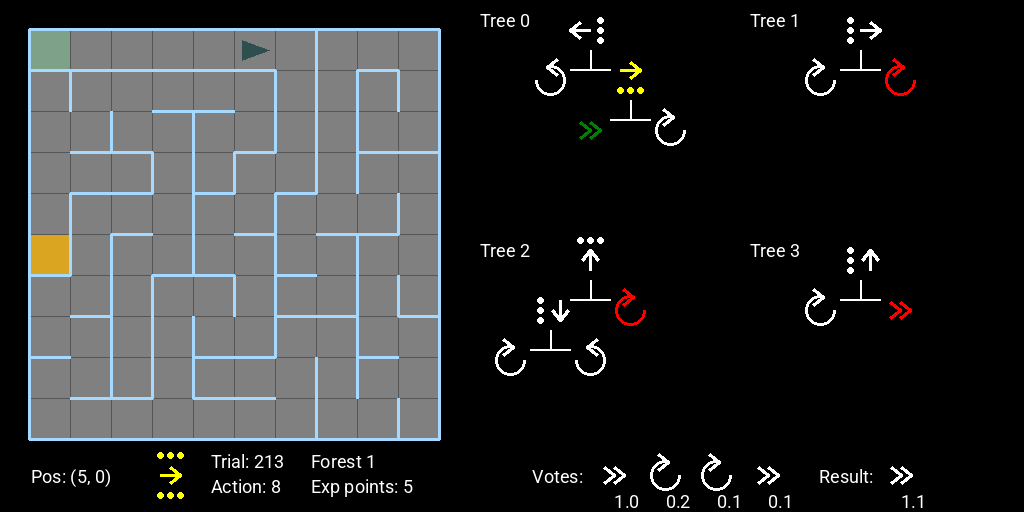 Tree 0
Tree 1
Tree 2
Tree 3
Pos: (5, 0)
Trial: 213
Forest 1
Action: 8
Exp points: 5
Votes:
1.0
0.2
0.1
0.1
Result:
1.1